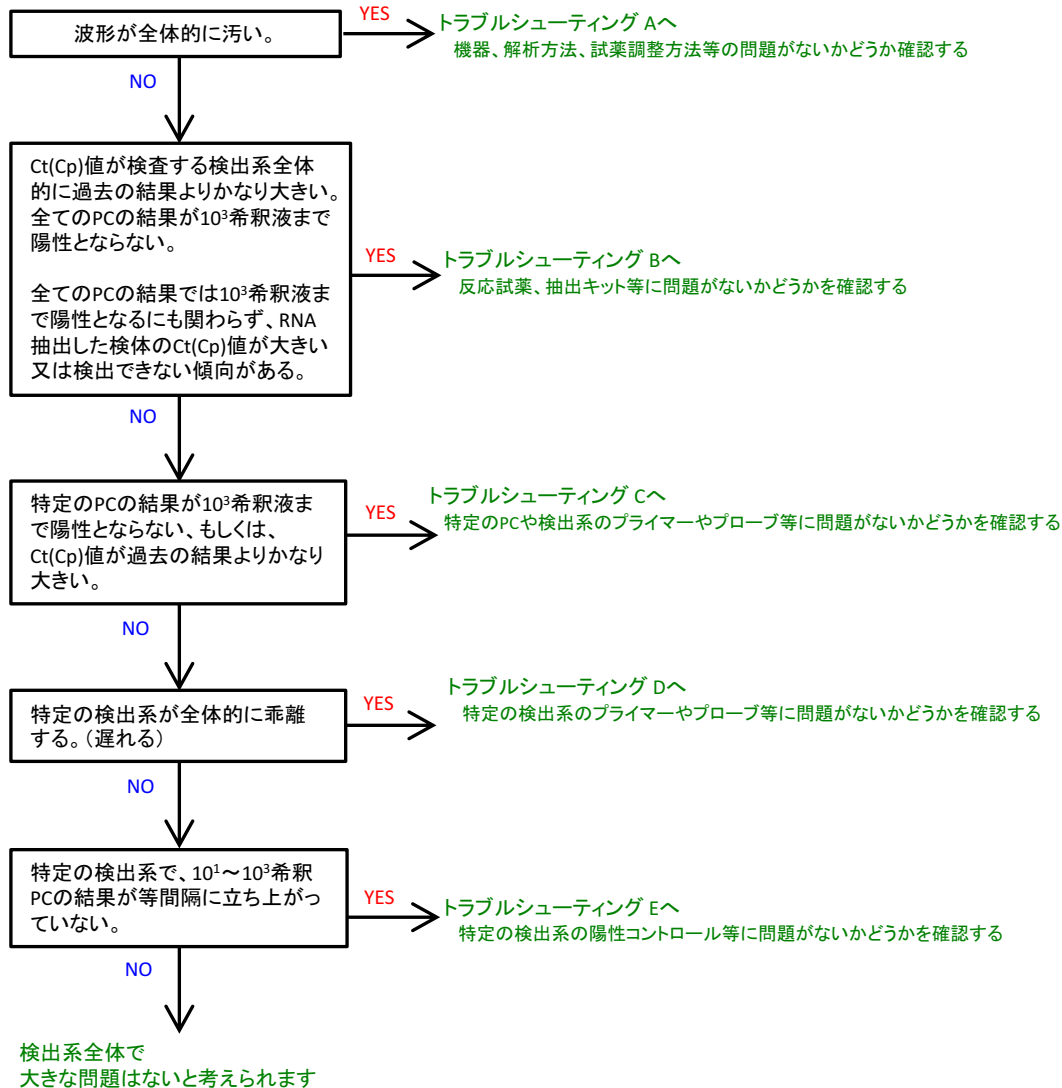 波形が全体的に汚い。
YES
トラブルシューティング Aへ
機器、解析方法、試薬調整方法等の問題がないかどうか確認する
NO
Ct(Cp)値が検査する検出系全体
的に過去の結果よりかなり大きい。
全てのPCの結果が10³希釈液まで
陽性とならない。
全てのPCの結果では10³希釈液ま
で陽性となるにも関わらず、RNA
抽出した検体のCt(Cp)値が大きい
又は検出できない傾向がある。
YES
トラブルシューティング Bへ
反応試薬、抽出キット等に問題がないかどうかを確認する
NO
特定のPCの結果が10³希釈液ま
で陽性とならない、もしくは、
Ct(Cp)値が過去の結果よりかなり
大きい。
YES
トラブルシューティング Cへ
特定のPCや検出系のプライマーやプローブ等に問題がないかどうかを確認する
NO
特定の検出系が全体的に乖離
する。(遅れる)
YES
トラブルシューティング Dへ
特定の検出系のプライマーやプローブ等に問題がないかどうかを確認する
NO
特定の検出系で、10¹～10³希釈
PCの結果が等間隔に立ち上がっ
ていない。
YES
トラブルシューティング Eへ
特定の検出系の陽性コントロール等に問題がないかどうかを確認する
NO
検出系全体で
大きな問題はないと考えられます